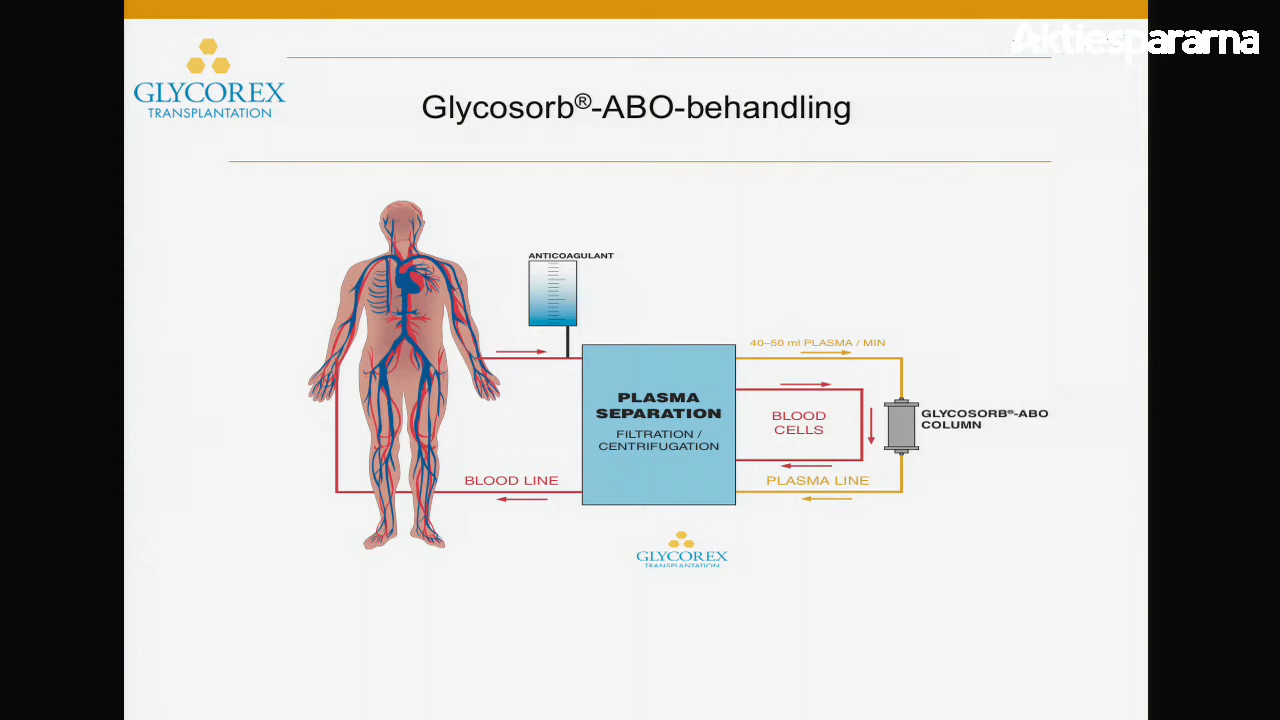 Aktiespararna
GLYCOREX
TRANSPLANTATION
Glycosorb®-ABO-behandling
ANTICOAGULANT
40–50 ml PLASMA / MIN
PLASMA
SEPARATION
FILTRATION /
CENTRIFUGATION
BLOOD
CELLS
GLYCOSORB®-ABO
COLUMN
BLOOD LINE
PLASMA LINE
GLYCOREX
TRANSPLANTATION